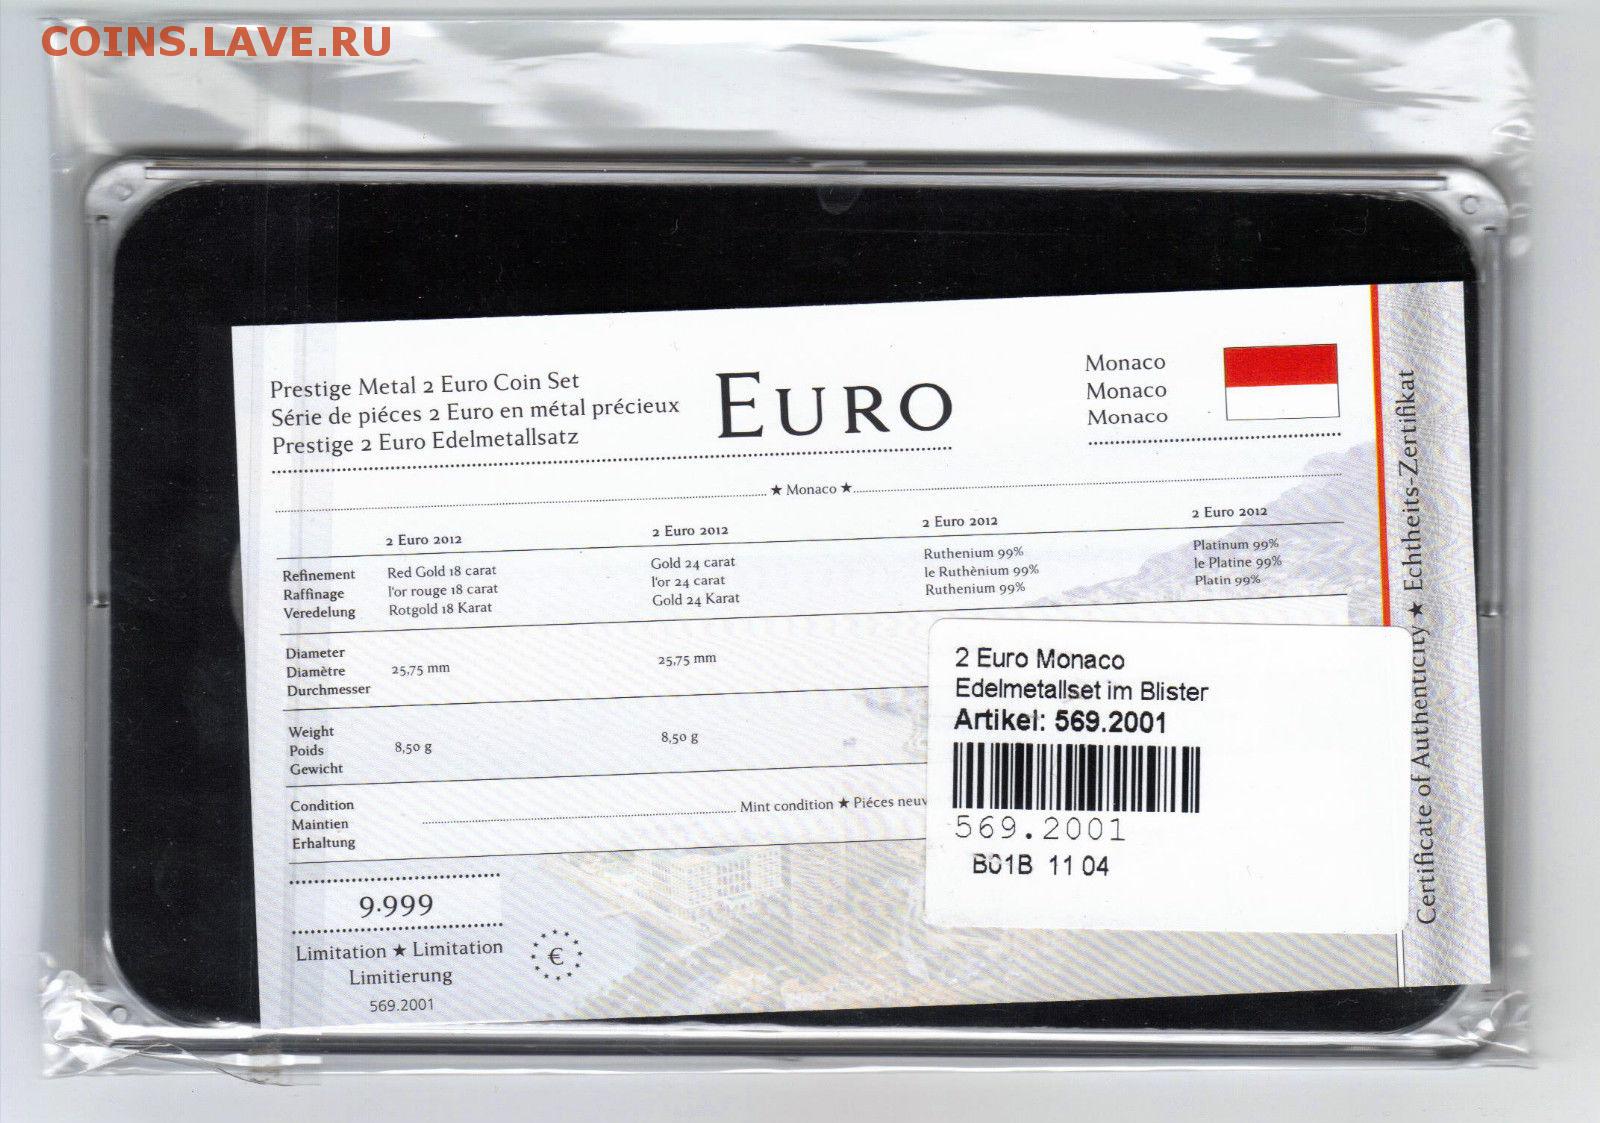 COINS.LAVE.RU
Prestige Metal 2 Euro Coin Set
Série de piéces 2 Euro en métal précieux
Prestige 2 Euro Edelmetallsatz
EURO
Monaco
Monaco
Monaco
★ Monaco ★
2 Euro 2012
2 Euro 2012
2 Euro 2012
2 Euro 2012
Refinement
Raffinage
Veredelung
Red Gold 18 carat
l'or rouge 18 carat
Rotgold 18 Karat
Gold 24 carat
l'or 24 carat
Gold 24 Karat
Ruthenium 99%
le Ruthènium 99%
Ruthenium 99%
Platinum 99%
le Platine 99%
Platin 99%
Diameter
Diamètre
Durchmesser
25,75 mm
25,75 mm
Weight
Poids
Gewicht
8,50 g
8,50 g
Condition
Maintien
Erhaltung
Mint condition ★ Piéces neuv
9.999
Limitation ★ Limitation
Limitierung
569.2001
€
2 Euro Monaco
Edelmetallset im Blister
Artikel: 569.2001
569.2001
B01B 11 04
Certificate of Authenticity ★ Echtheits-Zertifikat